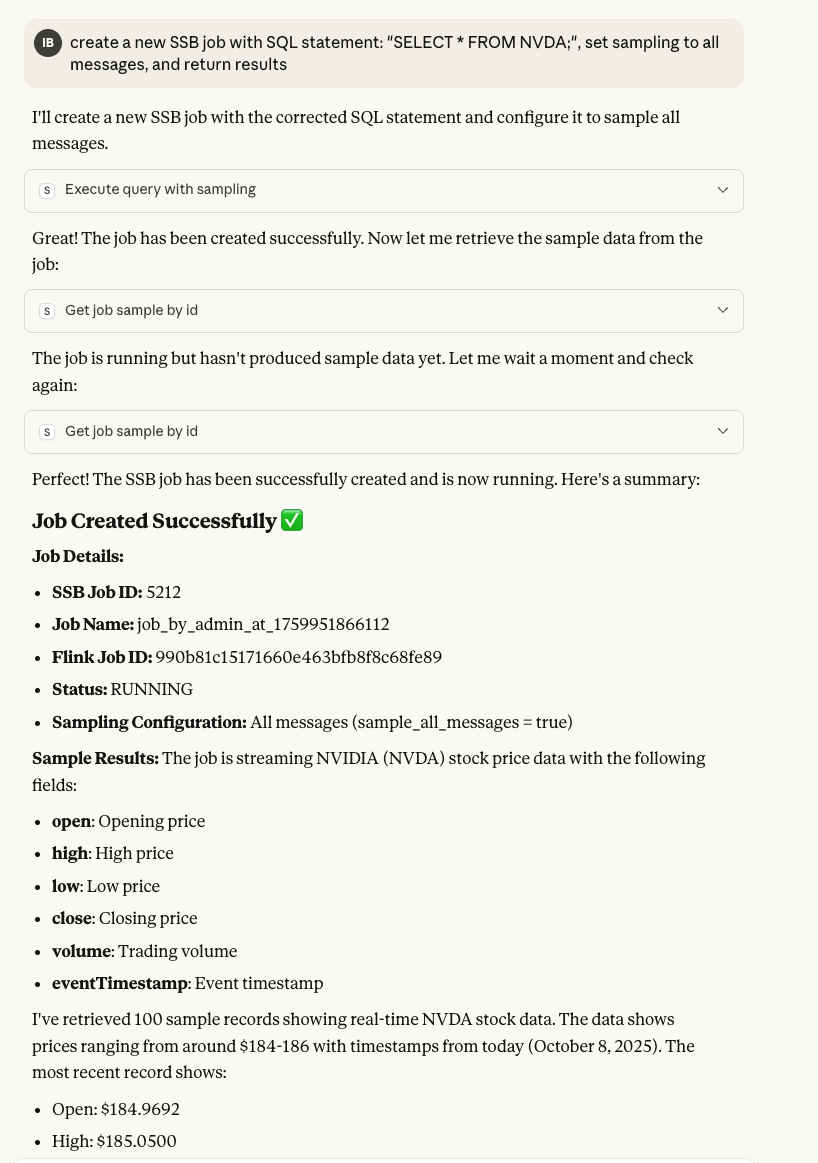 IB
create a new SSB job with SQL statement: "SELECT * FROM NVDA;", set sampling to all
messages, and return results
I'll create a new SSB job with the corrected SQL statement and configure it to sample all
messages.
S Execute query with sampling
Great! The job has been created successfully. Now let me retrieve the sample data from the
job:
S Get job sample by id
The job is running but hasn't produced sample data yet. Let me wait a moment and check
again:
S Get job sample by id
Perfect! The SSB job has been successfully created and is now running. Here's a summary:
Job Created Successfully ✅
Job Details:
• SSB Job ID: 5212
• Job Name: job_by_admin_at_1759951866112
• Flink Job ID: 990b81c15171660e463bfb8f8c68fe89
• Status: RUNNING
• Sampling Configuration: All messages (sample_all_messages = true)
Sample Results: The job is streaming NVIDIA (NVDA) stock price data with the following
fields:
• open: Opening price
• high: High price
• low: Low price
• close: Closing price
• volume: Trading volume
• eventTimestamp: Event timestamp
I've retrieved 100 sample records showing real-time NVDA stock data. The data shows
prices ranging from around $184-186 with timestamps from today (October 8, 2025). The
most recent record shows:
• Open: $184.9692
• High: $185.0500